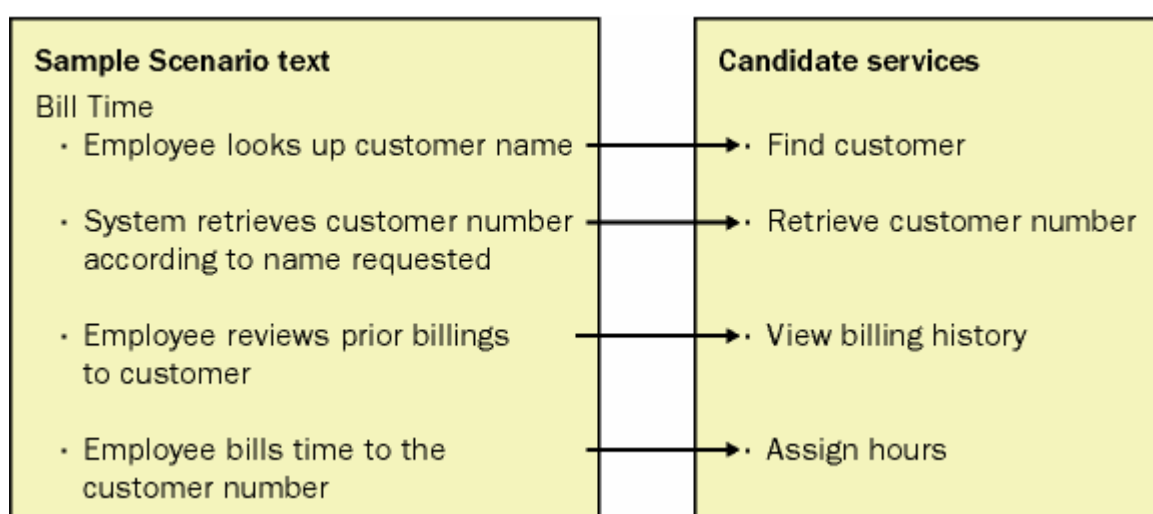 Sample Scenario text
Bill Time
· Employee looks up customer name
· System retrieves customer number
according to name requested
· Employee reviews prior billings
to customer
· Employee bills time to the
customer number
Candidate services
· Find customer
· Retrieve customer number
· View billing history
· Assign hours